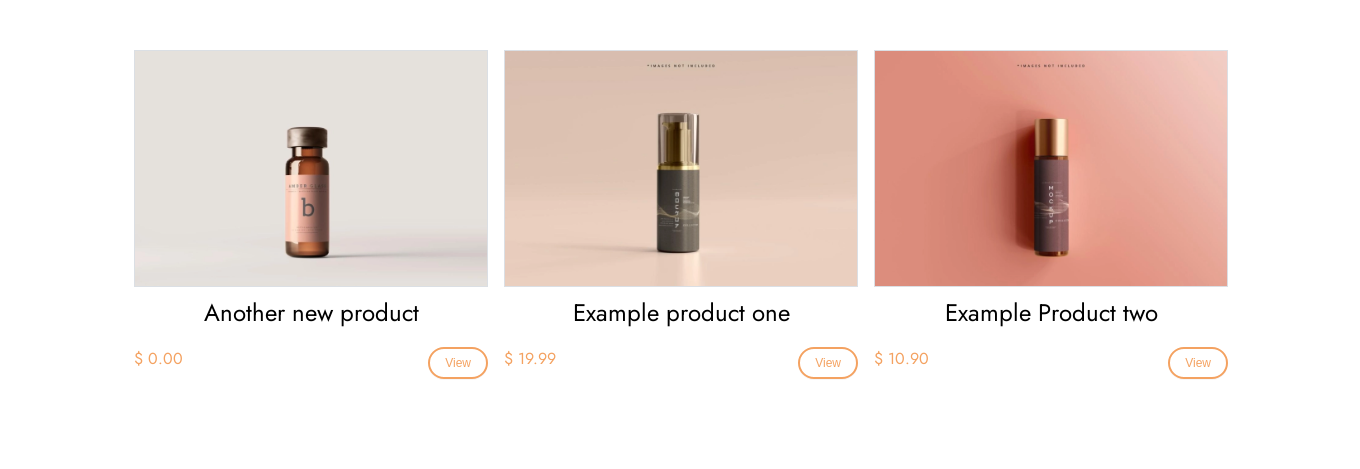 *IMAGES NOT INCLUDED
*IMAGES NOT INCLUDED
AMBER
b
MOCKUP
MOCKUP
Another new product
Example product one
Example Product two
$ 0.00
View
$ 19.99
View
$ 10.90
View